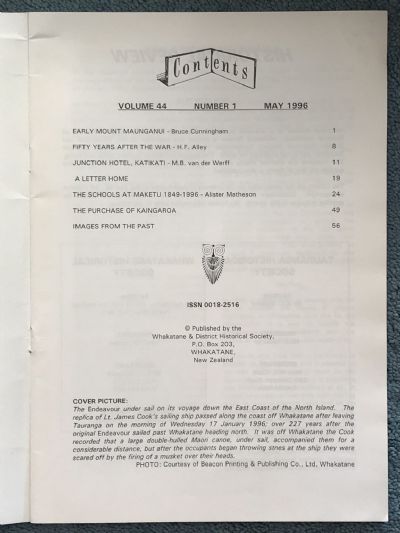 Contents
VOLUME 44 NUMBER 1 MAY 1996
EARLY MOUNT MAUNGANUI - Bruce Cunningham 1
FIFTY YEARS AFTER THE WAR - H.F. Alley 8
JUNCTION HOTEL, KATIKATI - M.B. van der Werff 11
A LETTER HOME 19
THE SCHOOLS AT MAKETU 1849-1996 - Alister Matheson 24
THE PURCHASE OF KAINGAROA 49
IMAGES FROM THE PAST 56
ISSN 0018-2516
© Published by the
Whakatane & District Historical Society,
P.O. Box 203,
WHAKATANE,
New Zealand
COVER PICTURE:
The Endeavour under sail on its voyage down the East Coast of the North Island. The
replica of Lt. James Cook's sailing ship passed along the coast off Whakatane after leaving
Tauranga on the morning of Wednesday 17 January 1996; over 227 years after the
original Endeavour sailed past Whakatane heading north. It was off Whakatane the Cook
recorded that a large double-hulled Maori canoe, under sail, accompanied them for a
considerable distance, but after the occupants began throwing stnes at the ship they were
scared off by the firing of a musket over their heads.
PHOTO: Courtesy of Beacon Printing & Publishing Co., Ltd, Whakatane